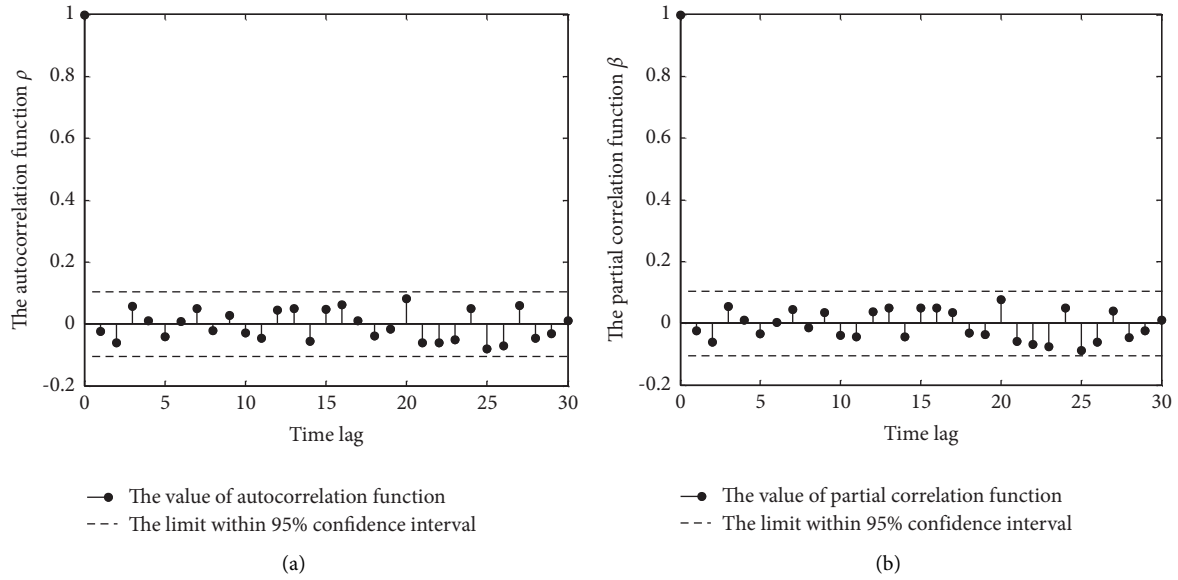 The autocorrelation function ρ
1
0.8
0.6
0.4
0.2
0
-0.2
0 5 10 15 20 25 30
Time lag
The value of autocorrelation function
The limit within 95% confidence interval
(a)
The partial correlation function β
1
0.8
0.6
0.4
0.2
0
-0.2
0 5 10 15 20 25 30
Time lag
The value of partial correlation function
The limit within 95% confidence interval
(b)